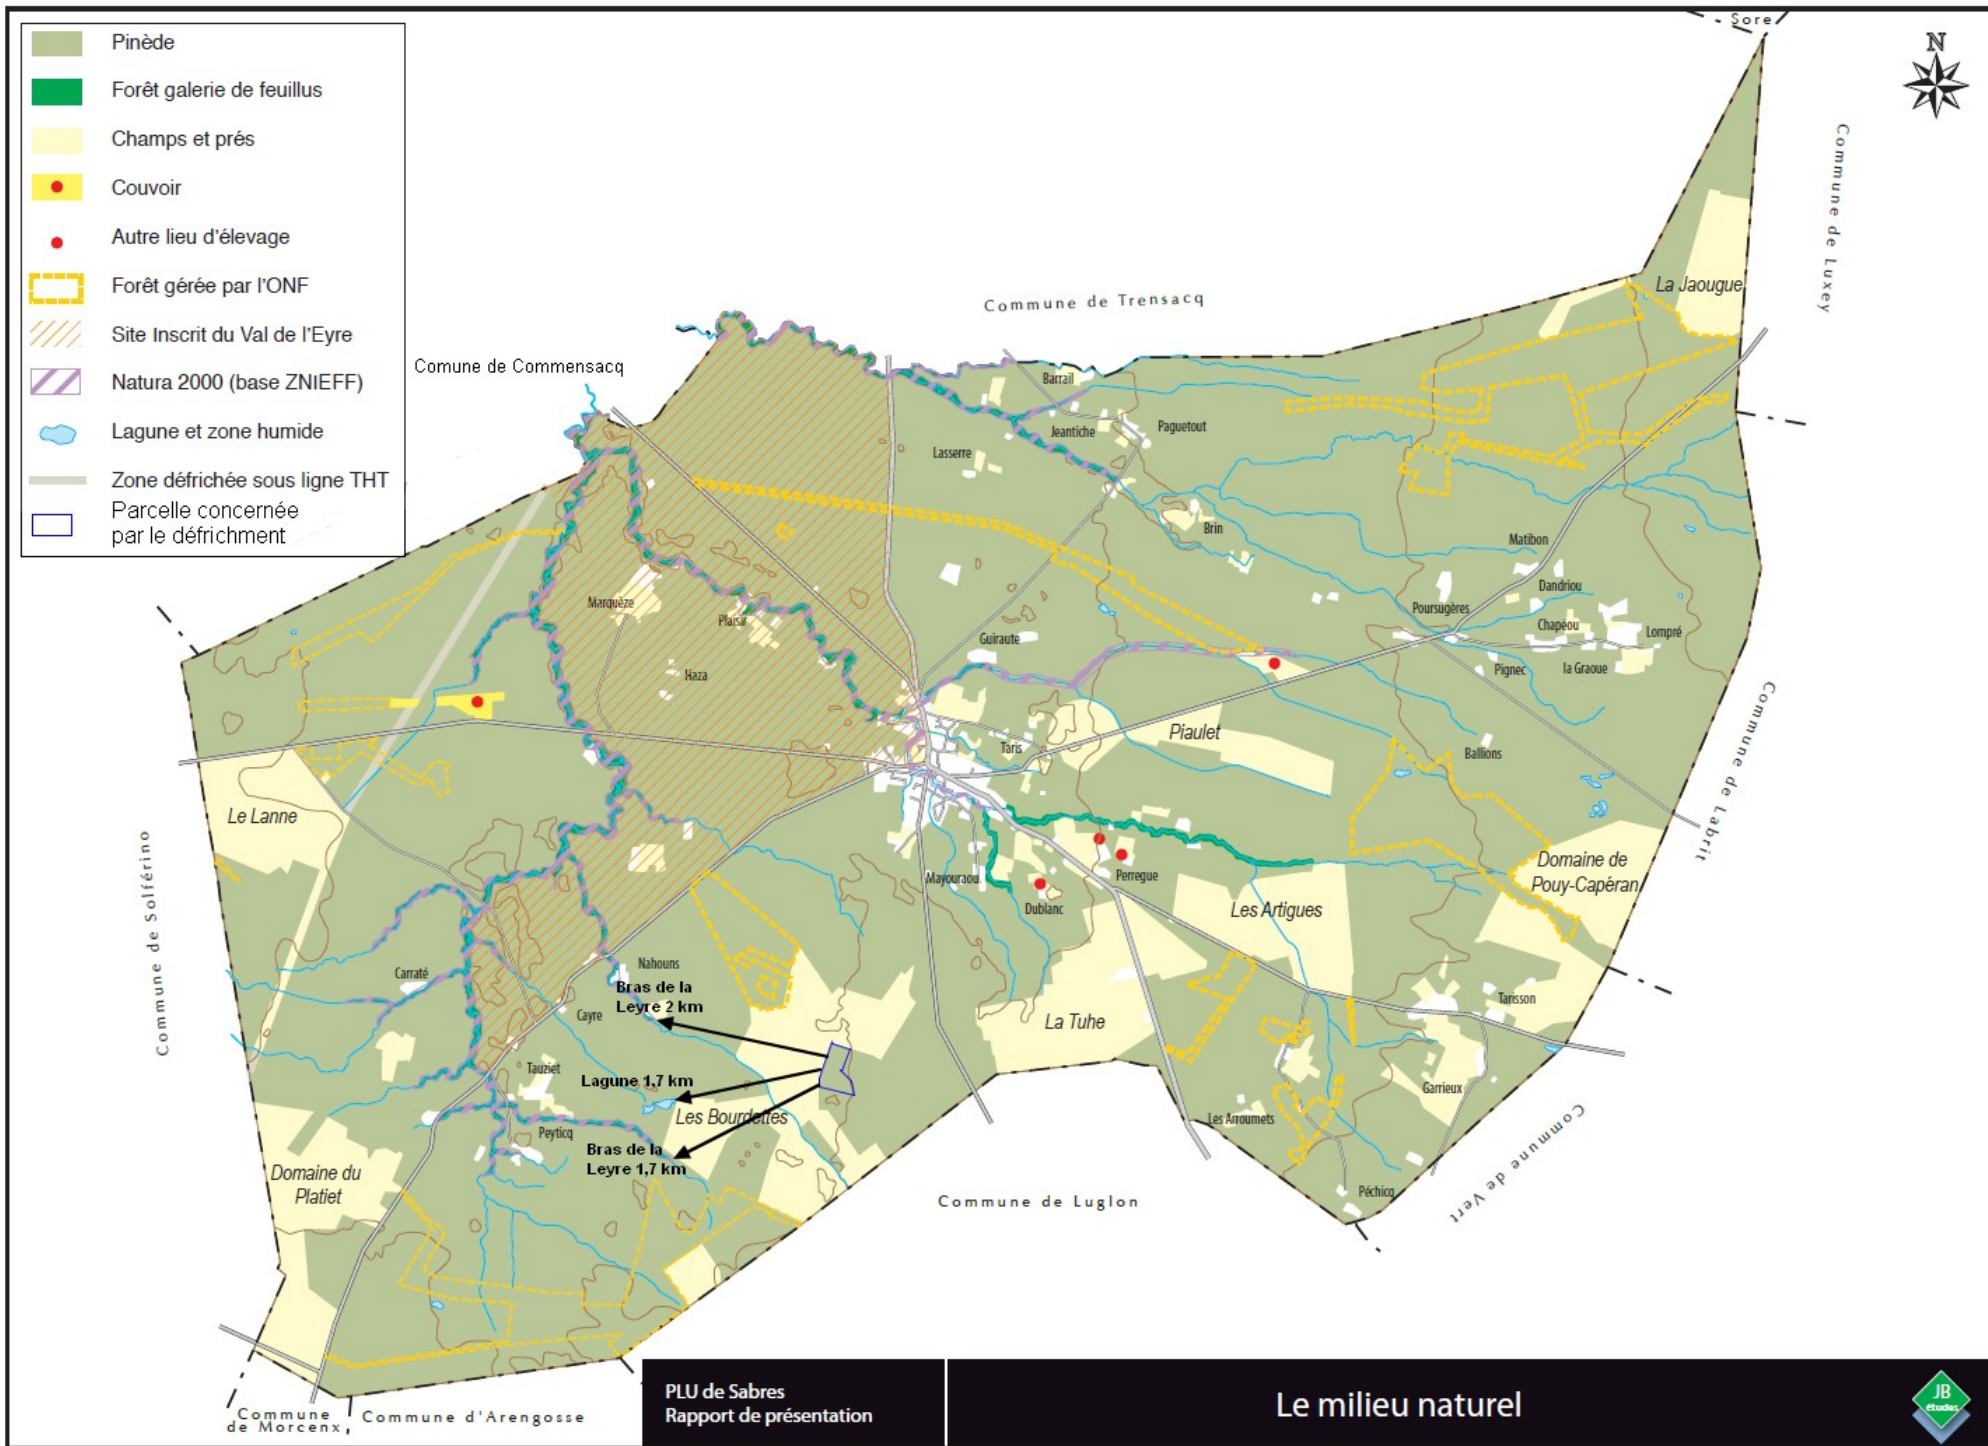 Pinède
Forêt galerie de feuillus
Champs et prés
Couvoir
Autre lieu d'élevage
Forêt gérée par l'ONF
Site Inscrit du Val de l'Eyre
Natura 2000 (base ZNIEFF)
Lagune et zone humide
Zone défrichée sous ligne THT
Parcelle concernée
par le défrichment
Sore
N
Commune de Luxey
La Jaougue
Commune de Trensacq
Comune de Commensacq
Barrail
Jeantiche
Paguetout
Lasserre
Brin
Matibon
Dandriou
Poursugères
Chapéou
Lompré
Pignec
la Graoue
Marquèze
Plaisir
Haza
Guiraute
Commune de Labrit
Piaulet
Taris
Ballions
Le Lanne
Commune de Solférino
Domaine de
Pouy-Capéran
Mayouraou
Perregue
Dublanc
Les Artigues
Carraté
Nahouns
Bras de la
Leyre 2 km
Cayre
La Tuhe
Tarisson
Tauziet
Lagune 1,7 km
Les Bourdettes
Garrieux
Les Arroumets
Peyticq
Bras de la
Leyre 1,7 km
Domaine du
Platiet
Commune de Luglon
Péchicq
Commune de Vert
Commune
de Morcenx
Commune d'Arengosse
PLU de Sabres
Rapport de présentation
Le milieu naturel
JB
études